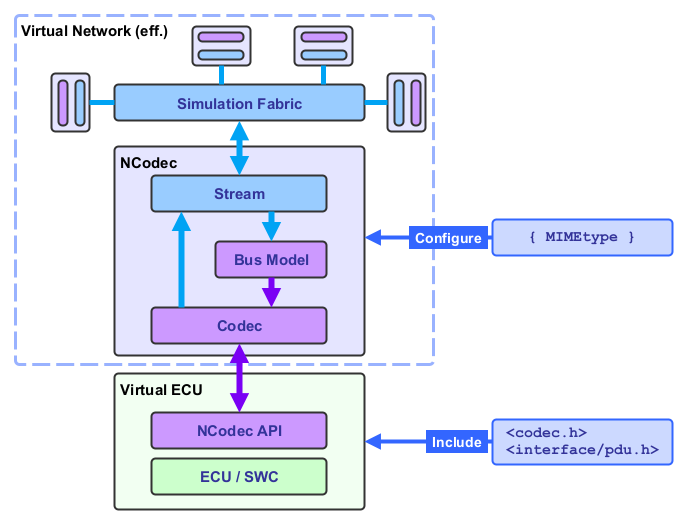 Virtual Network (eff.)
Simulation Fabric
NCodec
Stream
Configure
{ MIMEtype }
Bus Model
Codec
Virtual ECU
NCodec API
Include
<codec.h>
<interface/pdu.h>
ECU / SWC